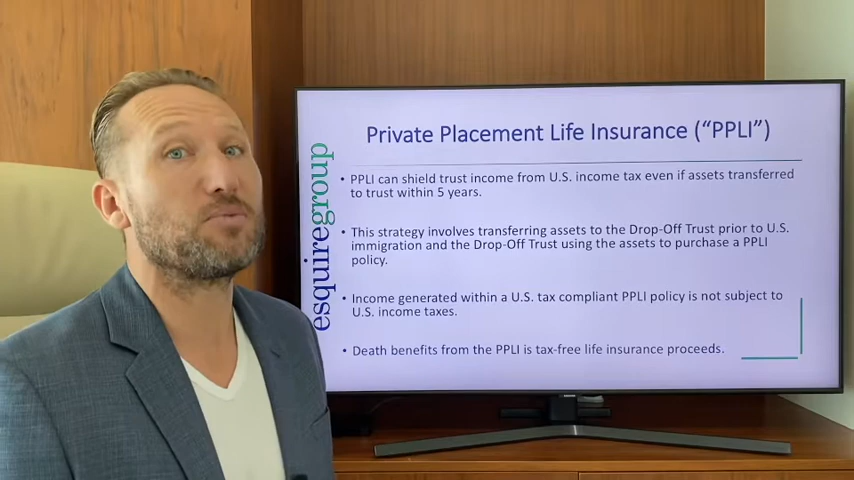 Private Placement Life Insurance (“PPLI”)
esquiregroup
• PPLI can shield trust income from U.S. income tax even if assets transferred
to trust within 5 years.
• This strategy involves transferring assets to the Drop-Off Trust prior to U.S.
immigration and the Drop-Off Trust using the assets to purchase a PPLI
policy.
• Income generated within a U.S. tax compliant PPLI policy is not subject to
U.S. income taxes.
• Death benefits from the PPLI is tax-free life insurance proceeds.